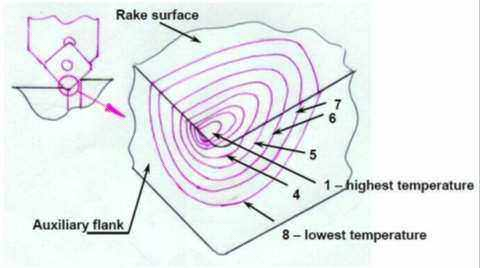 Rake surface
7
6
5
1 – highest temperature
4
Auxiliary flank
8 – lowest temperature